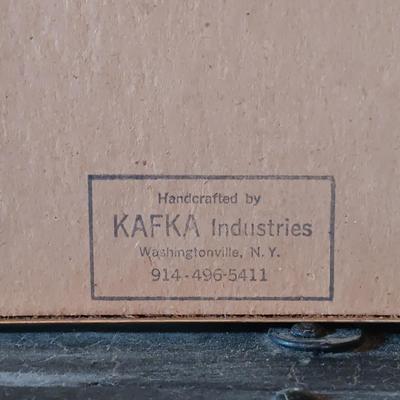 Handcrafted by
KAFKA Industries
Washingtonville, N. Y.
914-496-5411